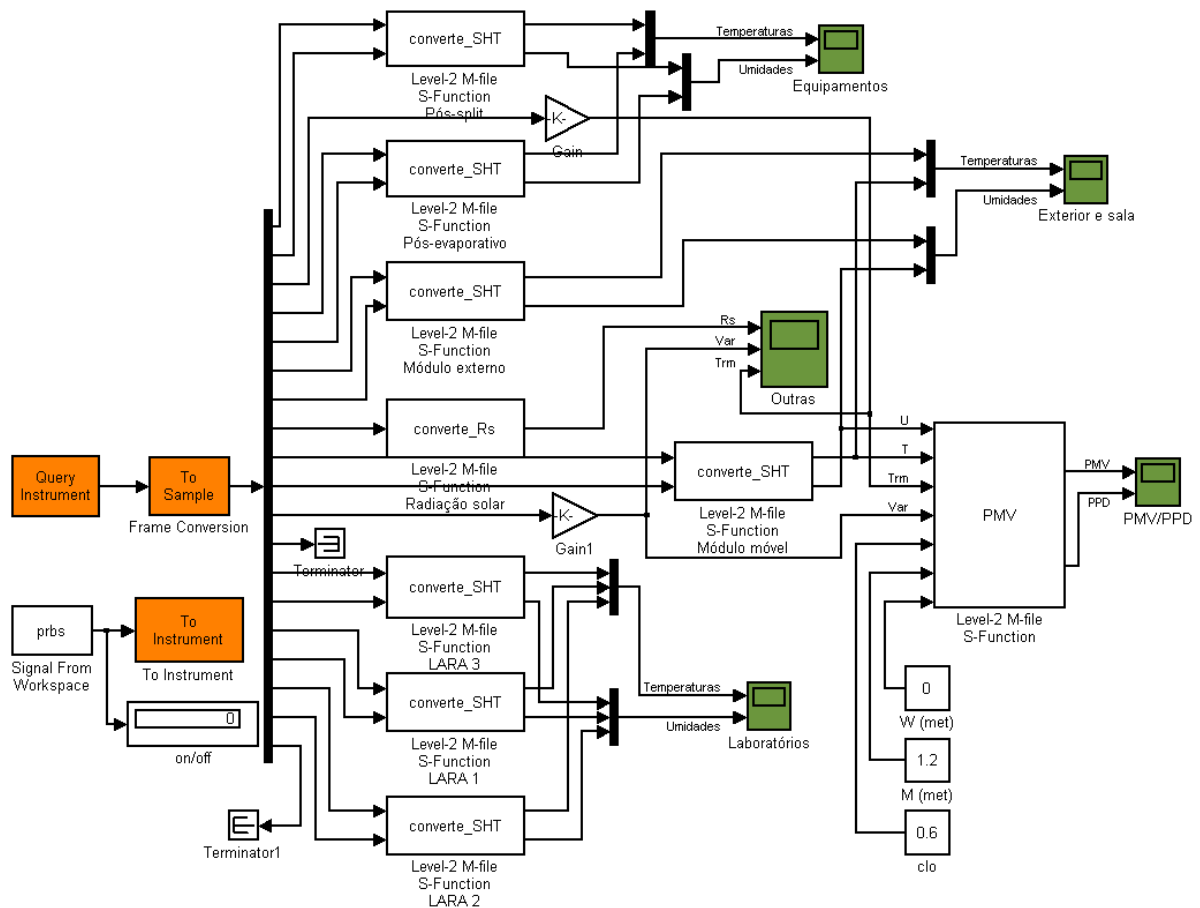 converte_SHT
Level-2 M-file
S-Function
Pós-split
Temperaturas
Umidades
Equipamentos
-K-
Gain
converte_SHT
Level-2 M-file
S-Function
Pós-evaporativo
Temperaturas
Umidades
Exterior e sala
converte_SHT
Level-2 M-file
S-Function
Módulo externo
Rs
Var
Trm
Outras
converte_Rs
Level-2 M-file
S-Function
Radiação solar
Query
Instrument
To
Sample
Frame Conversion
converte_SHT
Level-2 M-file
S-Function
Módulo móvel
-K-
Gain1
U
T
Trm
Var
PMV
Level-2 M-file
S-Function
PMV
PPD
PMV/PPD
Terminator
prbs
Signal From
Workspace
To
Instrument
To Instrument
0
on/off
Terminator1
converte_SHT
Level-2 M-file
S-Function
LARA 3
converte_SHT
Level-2 M-file
S-Function
LARA 1
converte_SHT
Level-2 M-file
S-Function
LARA 2
Temperaturas
Umidades
Laboratórios
0
W (met)
1.2
M (met)
0.6
clo